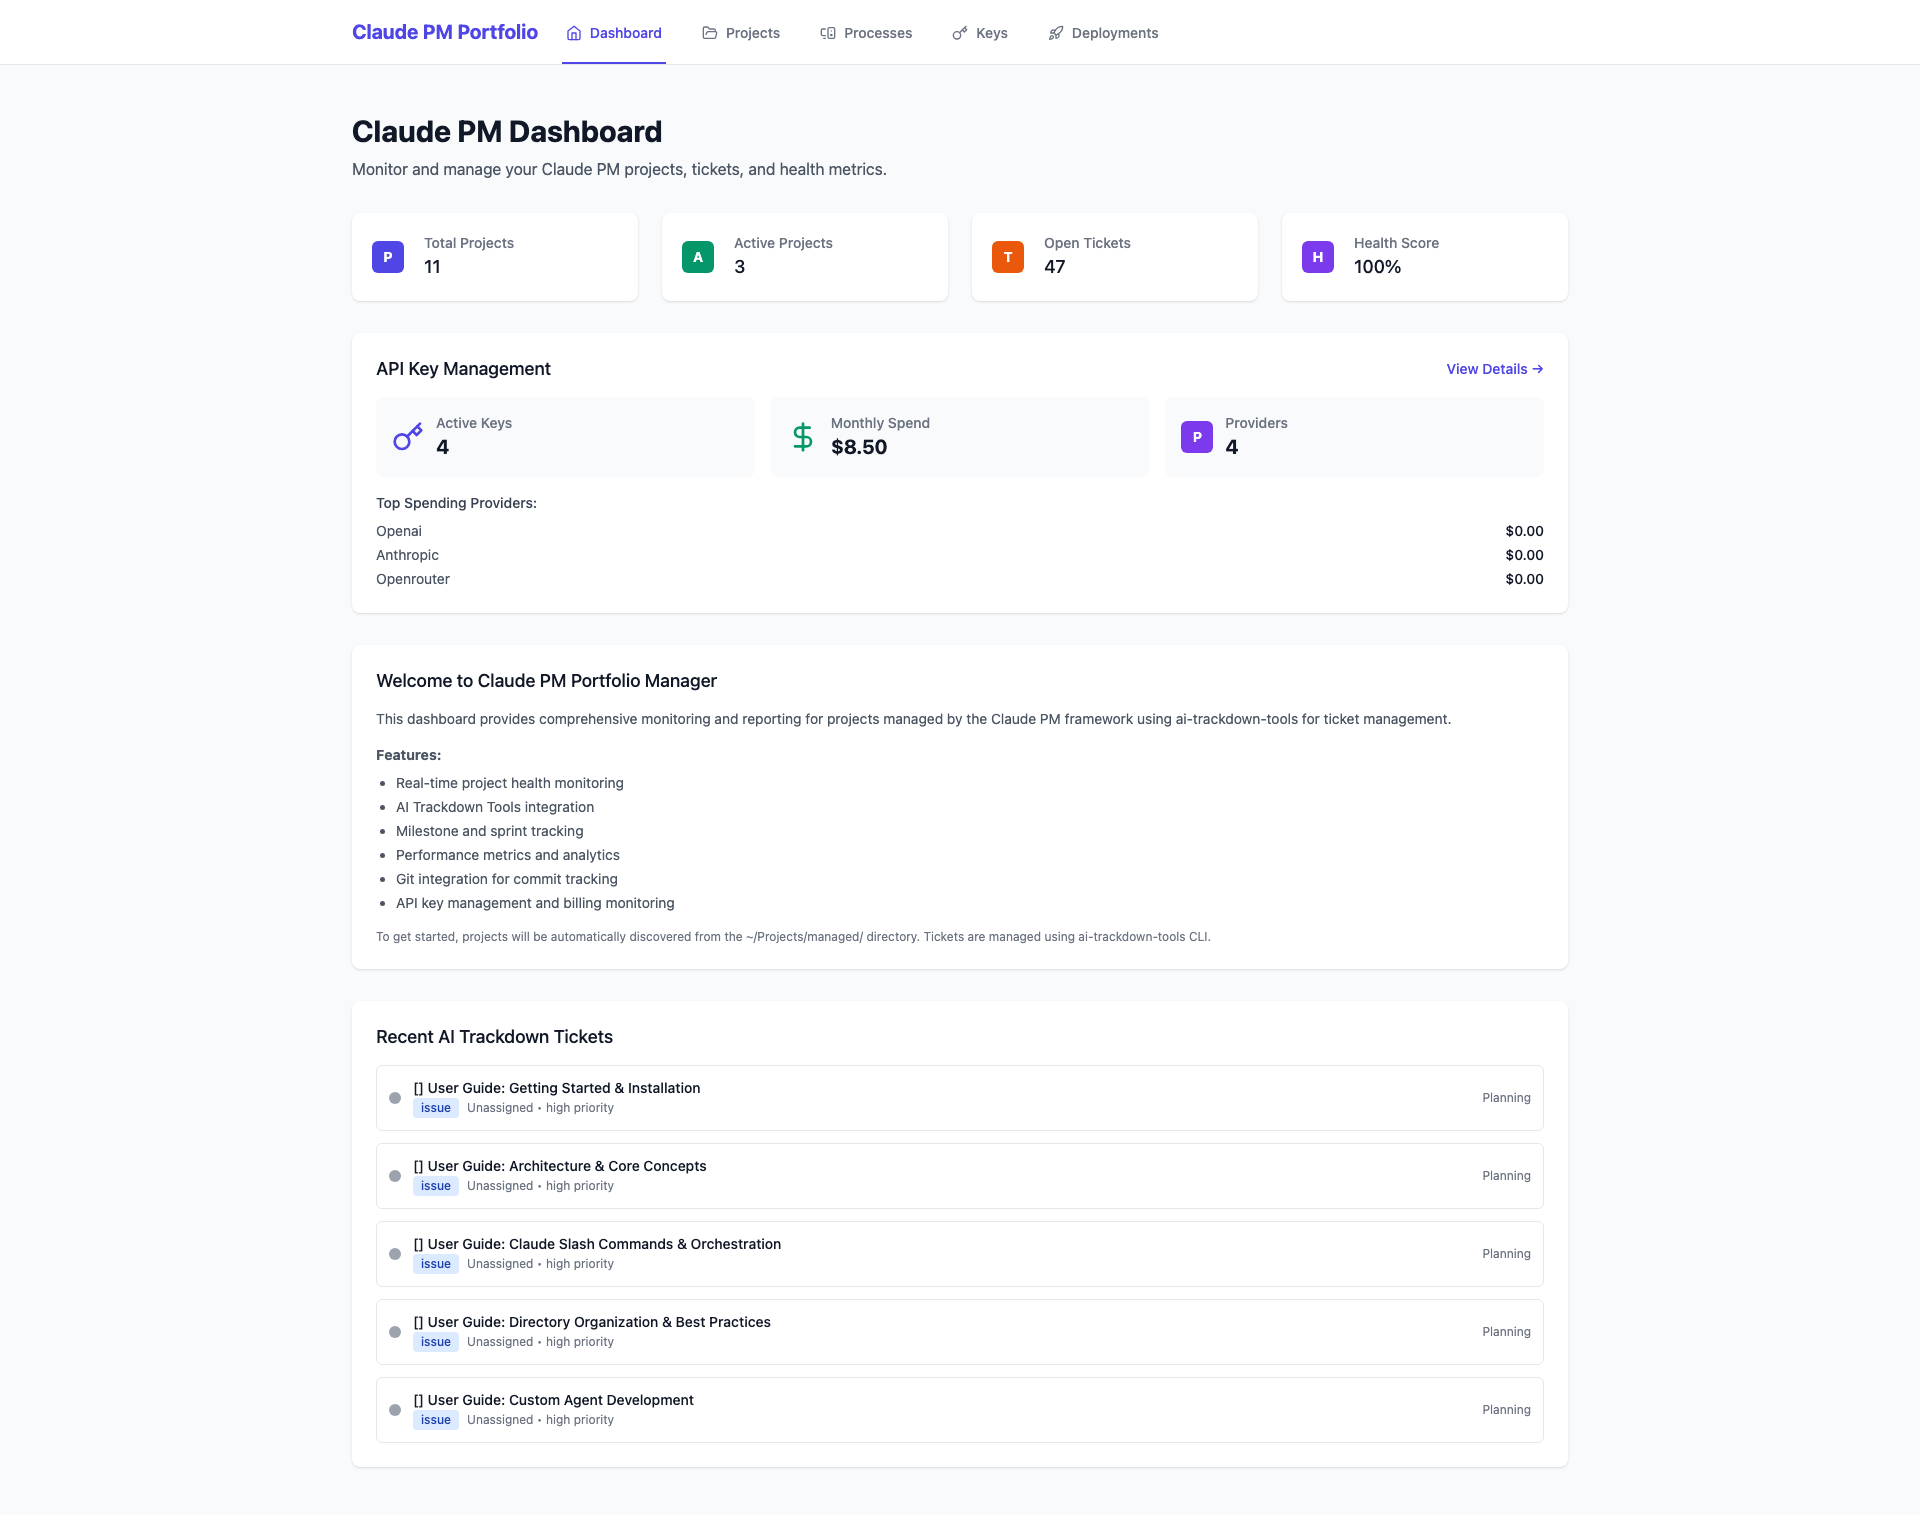 Claude PM Portfolio
Dashboard
Projects
Processes
Keys
Deployments
Claude PM Dashboard
Monitor and manage your Claude PM projects, tickets, and health metrics.
P
Total Projects
11
A
Active Projects
3
T
Open Tickets
47
H
Health Score
100%
API Key Management
View Details →
Active Keys
4
Monthly Spend
$8.50
P
Providers
4
Top Spending Providers:
Openai $0.00
Anthropic $0.00
Openrouter $0.00
Welcome to Claude PM Portfolio Manager
This dashboard provides comprehensive monitoring and reporting for projects managed by the Claude PM framework using ai-trackdown-tools for ticket management.
Features:
• Real-time project health monitoring
• AI Trackdown Tools integration
• Milestone and sprint tracking
• Performance metrics and analytics
• Git integration for commit tracking
• API key management and billing monitoring
To get started, projects will be automatically discovered from the ~/Projects/managed/ directory. Tickets are managed using ai-trackdown-tools CLI.
Recent AI Trackdown Tickets
[] User Guide: Getting Started & Installation
issue Unassigned • high priority
Planning
[] User Guide: Architecture & Core Concepts
issue Unassigned • high priority
Planning
[] User Guide: Claude Slash Commands & Orchestration
issue Unassigned • high priority
Planning
[] User Guide: Directory Organization & Best Practices
issue Unassigned • high priority
Planning
[] User Guide: Custom Agent Development
issue Unassigned • high priority
Planning